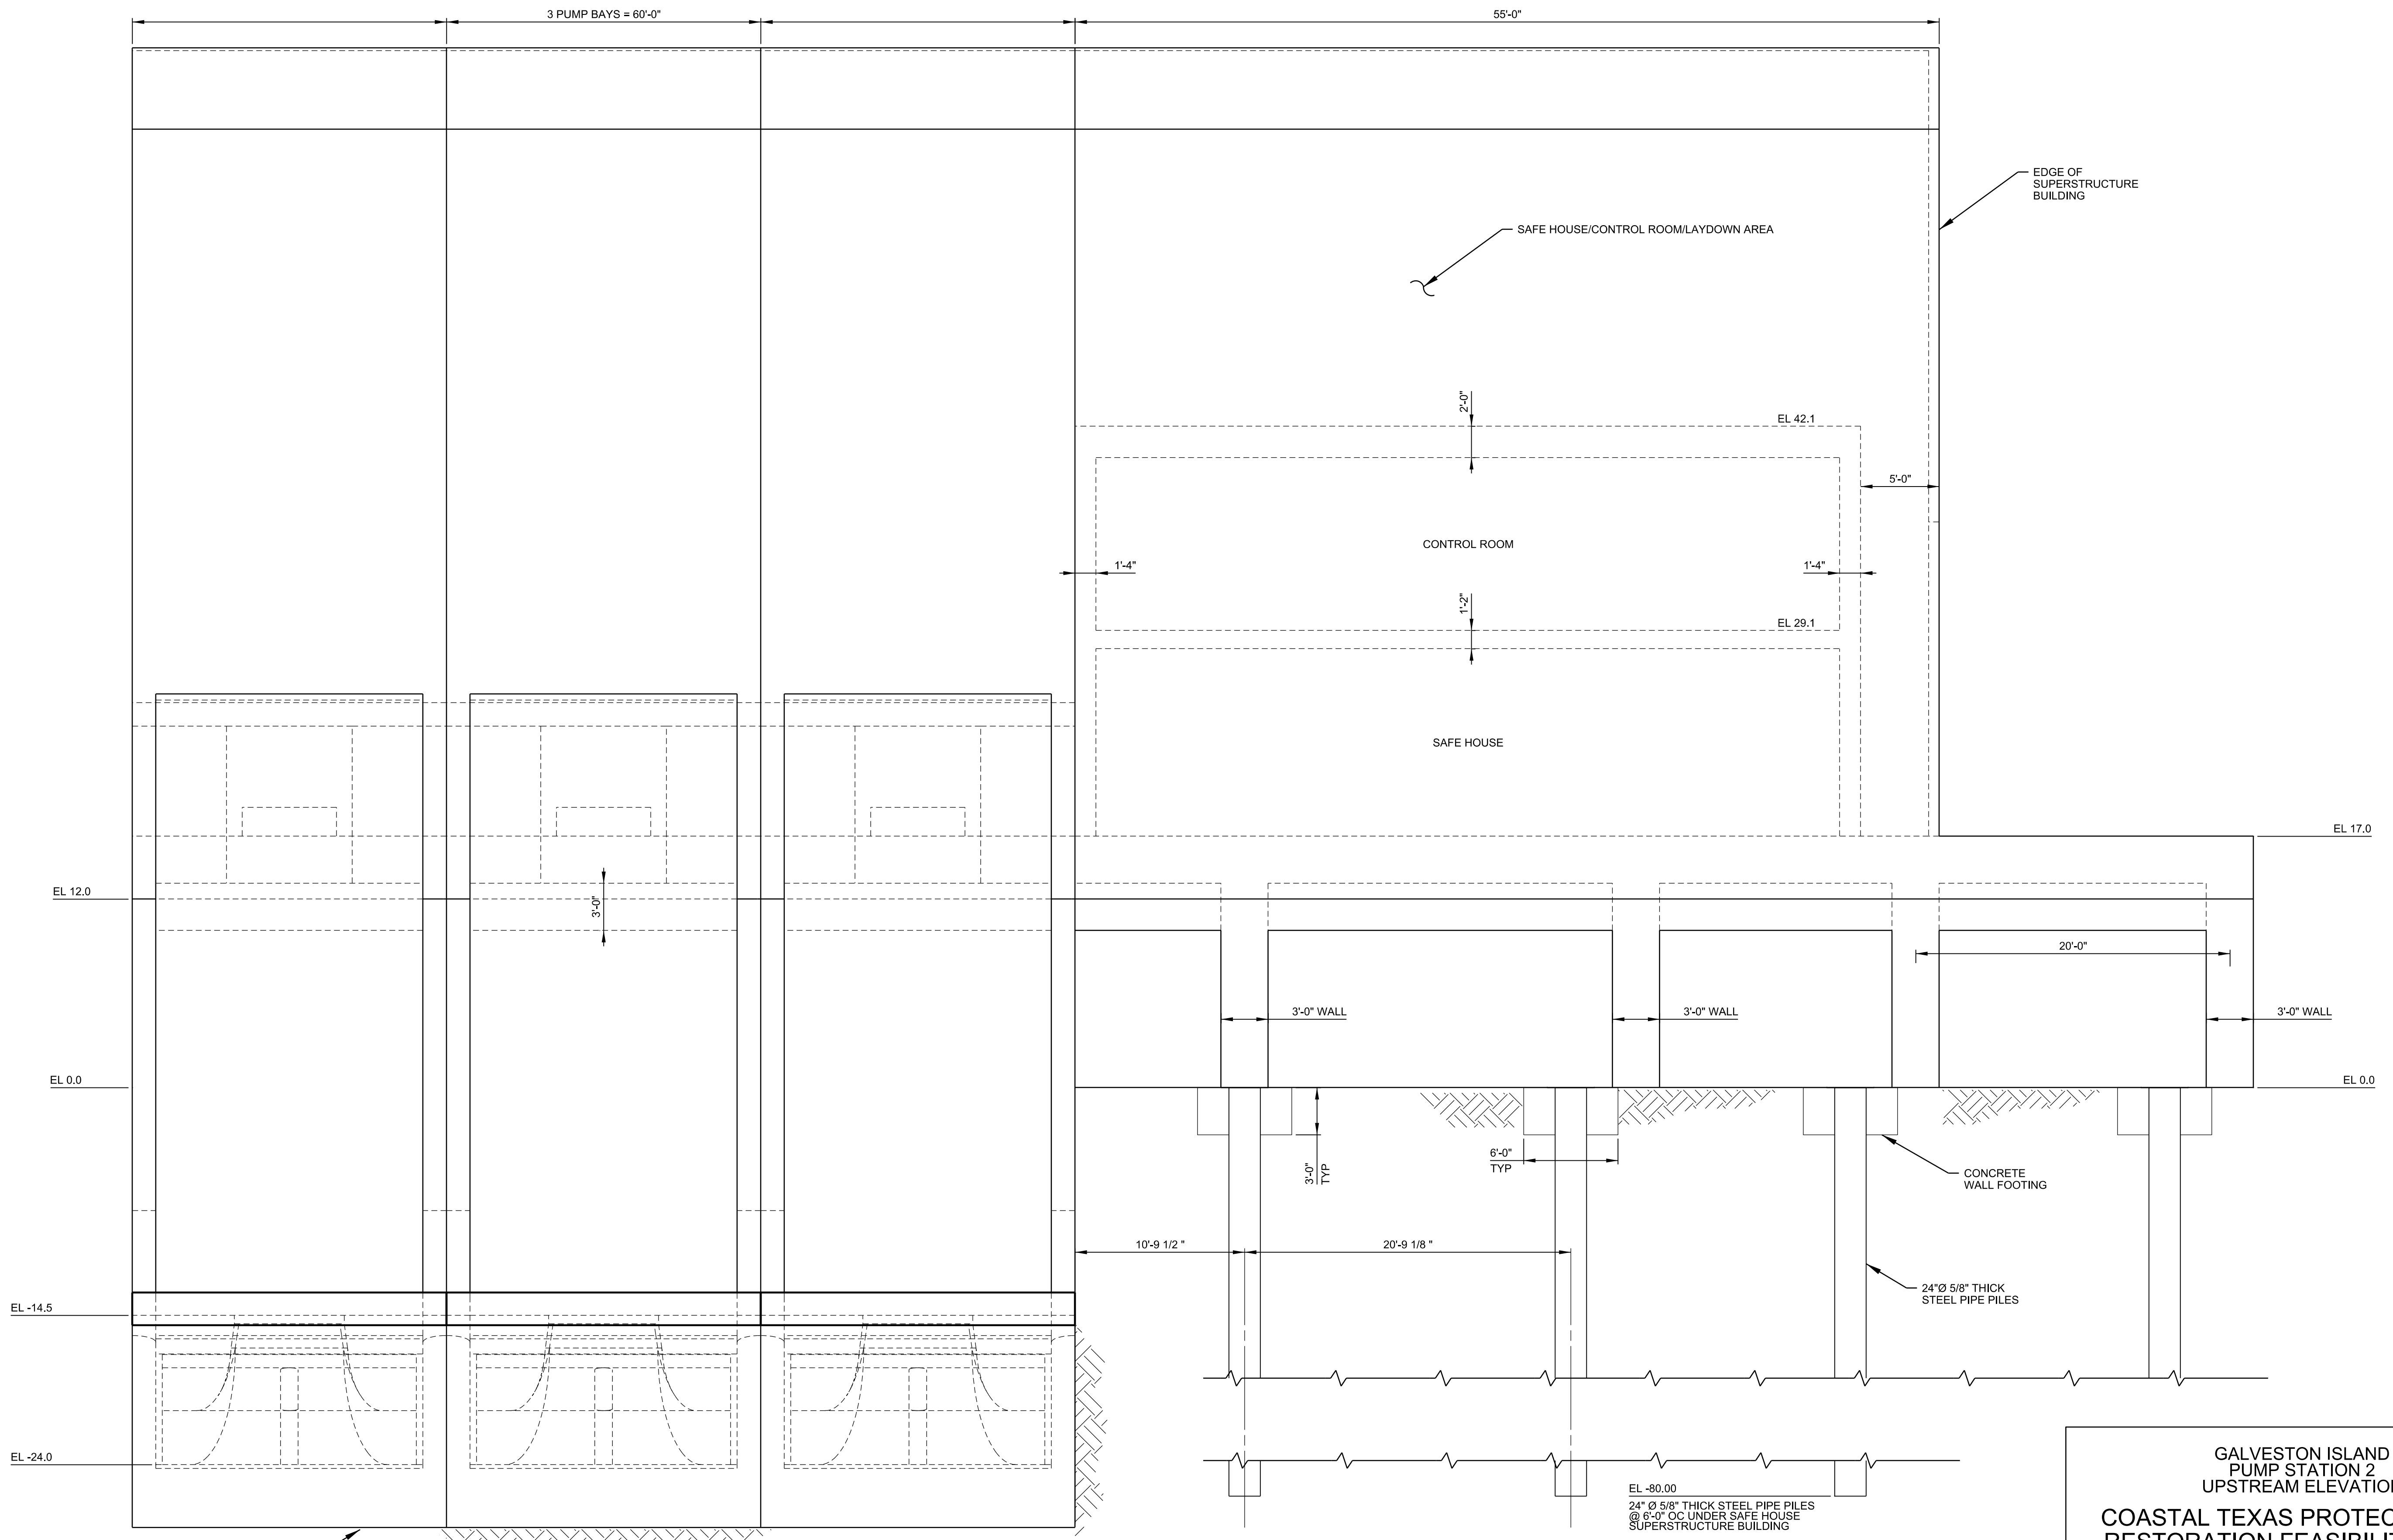 3 PUMP BAYS = 60'-0"
55'-0"
EDGE OF
SUPERSTRUCTURE
BUILDING
SAFE HOUSE/CONTROL ROOM/LAYDOWN AREA
2'-0"
EL 42.1
5'-0"
CONTROL ROOM
1'-4"
1'-4"
1'-2"
EL 29.1
SAFE HOUSE
EL 17.0
EL 12.0
3'-0"
20'-0"
3'-0" WALL
3'-0" WALL
3'-0" WALL
EL 0.0
EL 0.0
3'-0"
TYP
6'-0"
TYP
CONCRETE
WALL FOOTING
10'-9 1/2 "
20'-9 1/8 "
24"Ø 5/8" THICK
STEEL PIPE PILES
EL -14.5
EL -24.0
EL -80.00
24" Ø 5/8" THICK STEEL PIPE PILES
@ 6'-0" OC UNDER SAFE HOUSE
SUPERSTRUCTURE BUILDING
GALVESTON ISLAND
PUMP STATION 2
UPSTREAM ELEVATIO
COASTAL TEXAS PROTEC